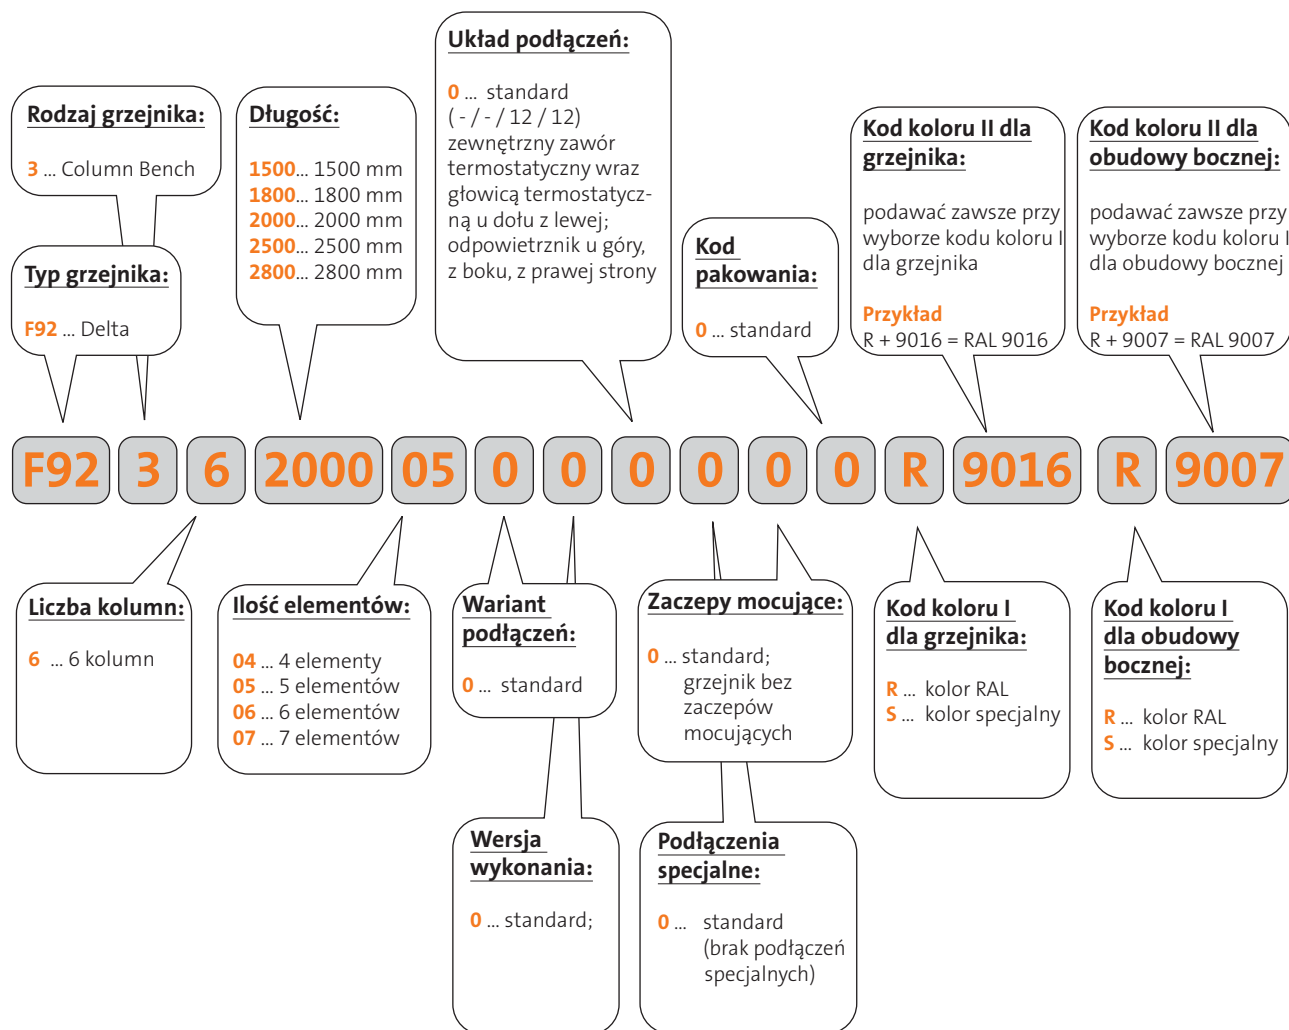 Rodzaj grzejnika:
3 ... Column Bench
Typ grzejnika:
F92 ... Delta
Długość:
1500... 1500 mm
1800... 1800 mm
2000... 2000 mm
2500... 2500 mm
2800... 2800 mm
Układ podłączeń:
0 ... standard
( - / - / 12 / 12)
zewnętrzny zawór
termostatyczny wraz
głowicą termostatycz-
ną u dołu z lewej;
odpowietrznik u góry,
z boku, z prawej strony
Kod
pakowania:
0 ... standard
Kod koloru II dla
grzejnika:
podawać zawsze przy
wyborze kodu koloru I
dla grzejnika
Przykład
R + 9016 = RAL 9016
Kod koloru II dla
obudowy bocznej:
podawać zawsze przy
wyborze kodu koloru I
dla obudowy bocznej
Przykład
R + 9007 = RAL 9007
F92 3 6 2000 05 0 0 0 0 0 0 R 9016 R 9007
Liczba kolumn:
6 ... 6 kolumn
Ilość elementów:
04 ... 4 elementy
05 ... 5 elementów
06 ... 6 elementów
07 ... 7 elementów
Wariant
podłączeń:
0 ... standard
Zaczepy mocujące:
0 ... standard;
grzejnik bez
zaczepów
mocujących
Kod koloru I
dla grzejnika:
R ... kolor RAL
S ... kolor specjalny
Kod koloru I
dla obudowy
bocznej:
R ... kolor RAL
S ... kolor specjalny
Wersja
wykonania:
0 ... standard;
Podłączenia
specjalne:
0 ... standard
(brak podłączeń
specjalnych)